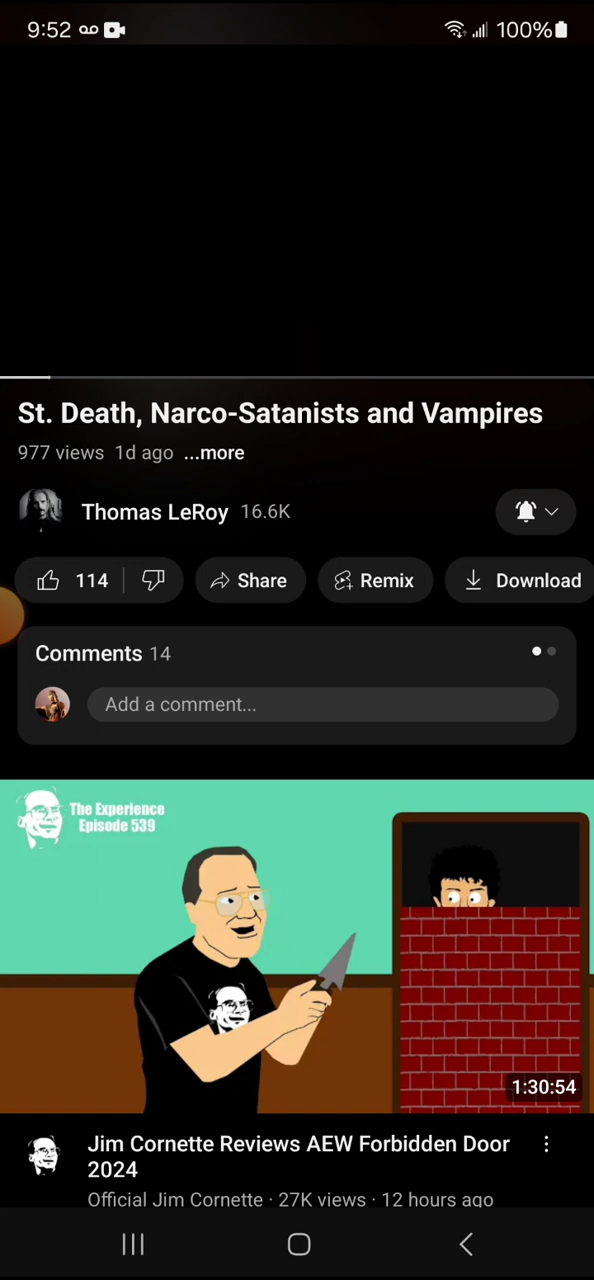 9:52
100%
St. Death, Narco-Satanists and Vampires
977 views 1d ago ...more
Thomas LeRoy 16.6K
114 Share Remix Download
Comments 14
Add a comment...
The Experience
Episode 539
1:30:54
Jim Cornette Reviews AEW Forbidden Door
2024
Official Jim Cornette · 27K views · 12 hours ago